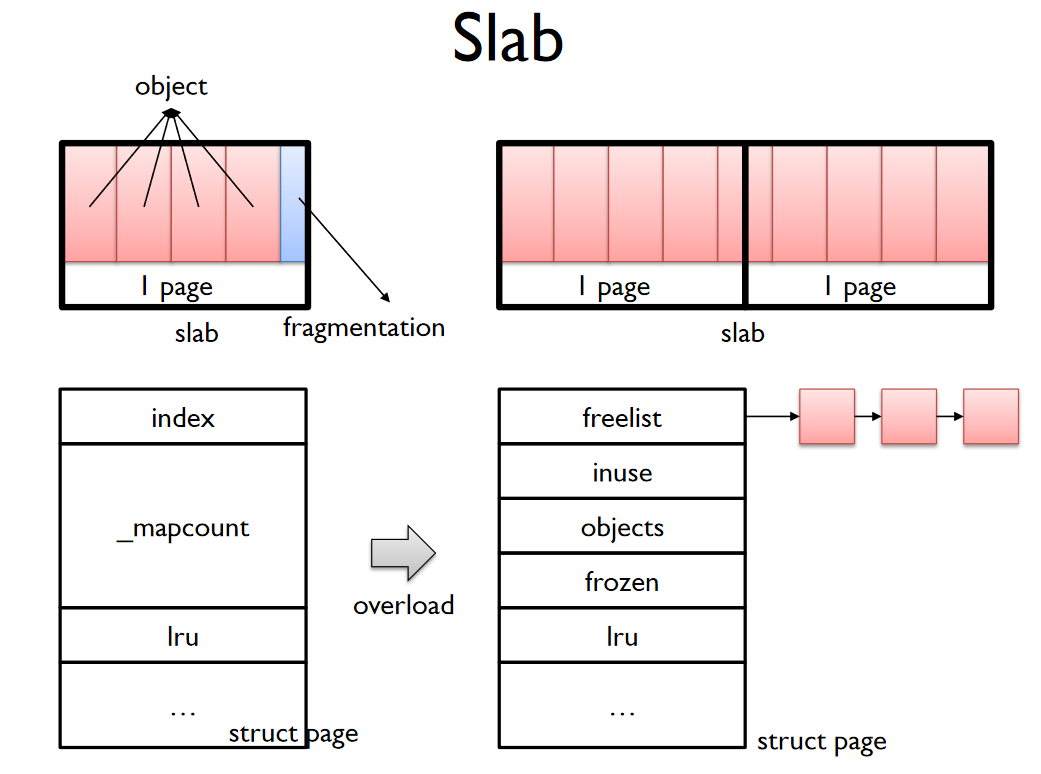 Slab
object
1 page
1 page
1 page
slab
fragmentation
slab
index
_mapcount
lru
...
struct page
overload
freelist
inuse
objects
frozen
lru
...
struct page